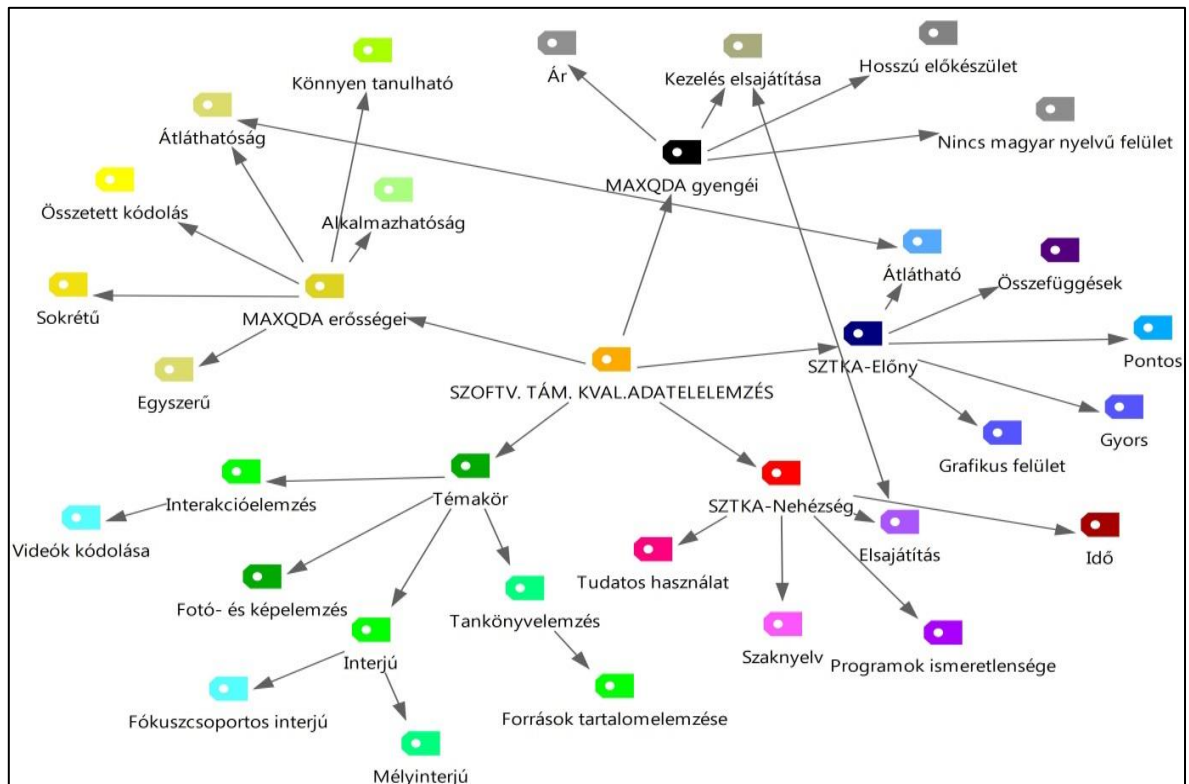 Könnyen tanulható
Ár
Kezelés elsajátítása
Hosszú előkészület
Átláthatóság
Nincs magyar nyelvű felület
MAXQDA gyengéi
Összetett kódolás
Alkalmazhatóság
Átlátható
Összefüggések
Sokrétű
MAXQDA erősségei
Pontos
SZTKA-Előny
SZOFTV. TÁM. KVAL.ADATELELEMZÉS
Egyszerű
Gyors
Grafikus felület
Interakcióelemzés
Témakör
SZTKA-Nehézség
Videók kódolása
Elsajátítás
Idő
Tudatos használat
Fotó- és képelemzés
Tankönyvelemzés
Interjú
Szaknyelv
Programok ismeretlensége
Fókuszcsoportos interjú
Források tartalomelemzése
Mélyinterjú